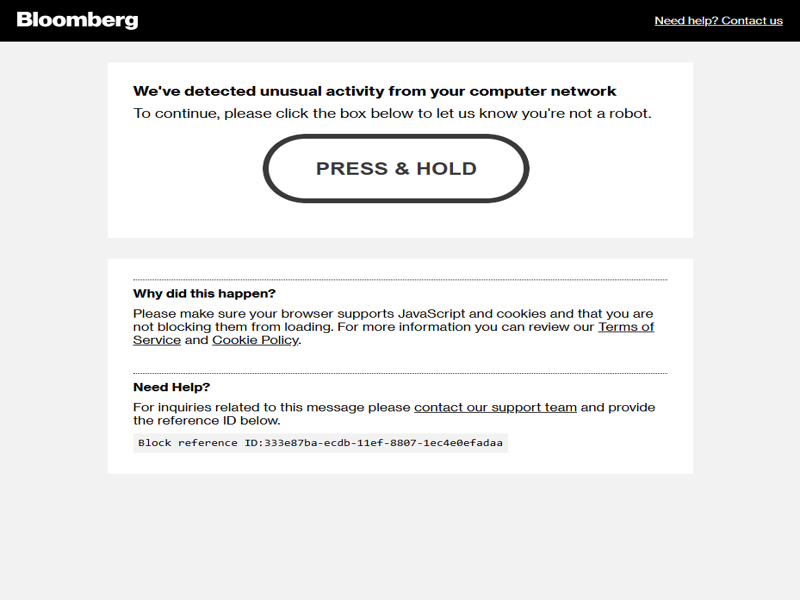 Bloomberg
Need help? Contact us
We've detected unusual activity from your computer network
To continue, please click the box below to let us know you're not a robot.
PRESS & HOLD
Why did this happen?
Please make sure your browser supports JavaScript and cookies and that you are
not blocking them from loading. For more information you can review our Terms of
Service and Cookie Policy.
Need Help?
For inquiries related to this message please contact our support team and provide
the reference ID below.
Block reference ID:333e87ba-ecdb-11ef-8807-1ec4e0efadaa